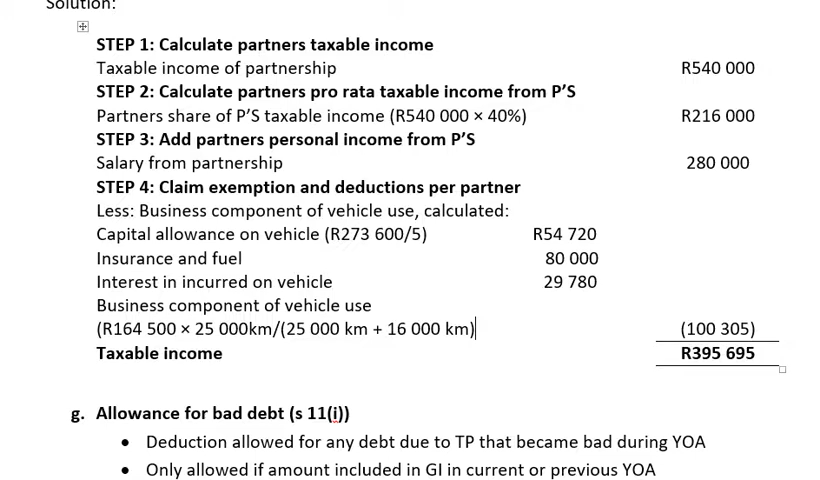 Solution:
STEP 1: Calculate partners taxable income
Taxable income of partnership R540 000
STEP 2: Calculate partners pro rata taxable income from P’S
Partners share of P’S taxable income (R540 000 × 40%) R216 000
STEP 3: Add partners personal income from P’S
Salary from partnership 280 000
STEP 4: Claim exemption and deductions per partner
Less: Business component of vehicle use, calculated:
Capital allowance on vehicle (R273 600/5) R54 720
Insurance and fuel 80 000
Interest in incurred on vehicle 29 780
Business component of vehicle use
(R164 500 × 25 000km/(25 000 km + 16 000 km) (100 305)
Taxable income R395 695
g. Allowance for bad debt (s 11(i))
• Deduction allowed for any debt due to TP that became bad during YOA
• Only allowed if amount included in GI in current or previous YOA